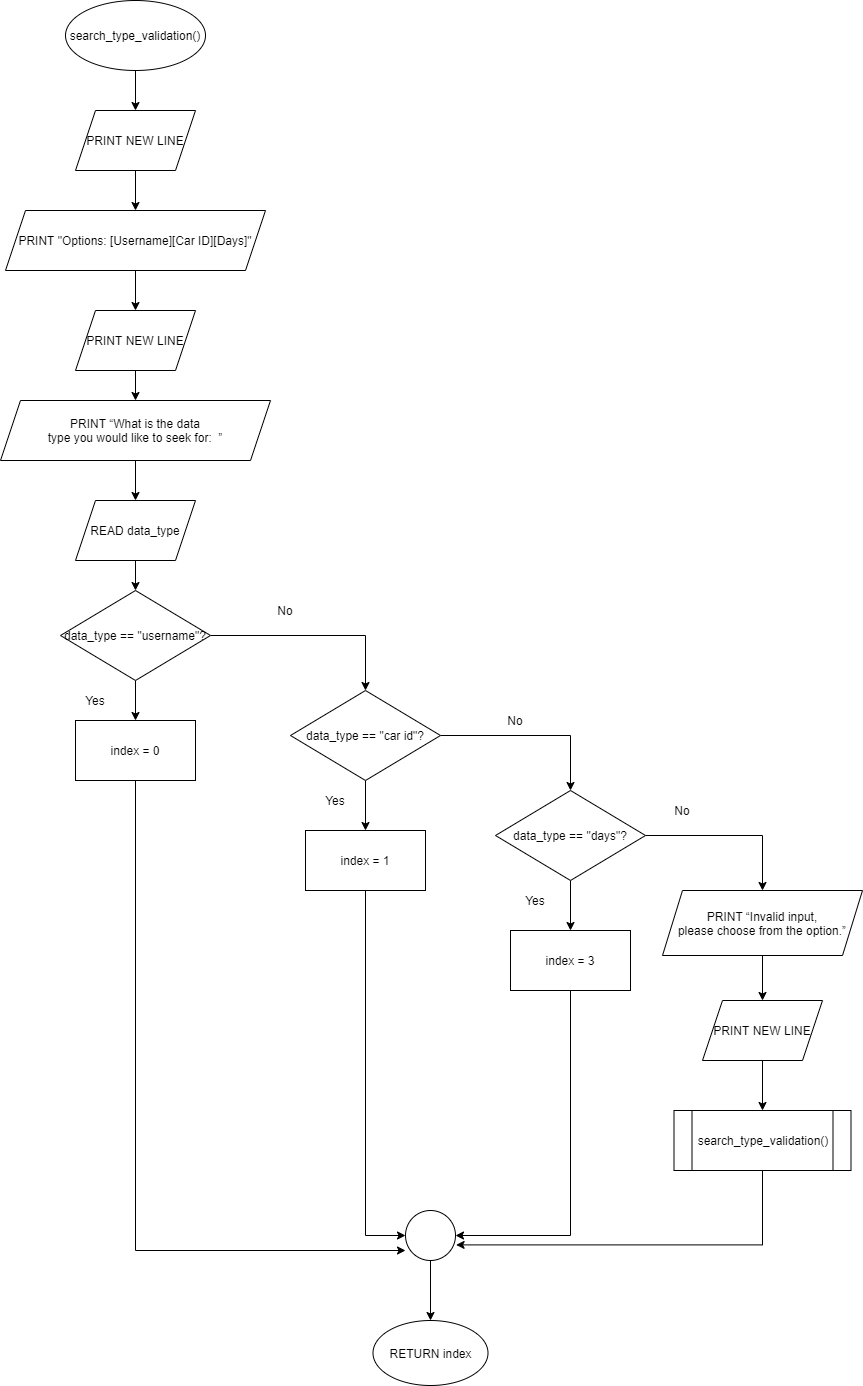 search_type_validation()
PRINT NEW LINE
PRINT "Options: [Username][Car ID][Days]"
PRINT NEW LINE
PRINT “What is the data
type you would like to seek for:  ”
READ data_type
data_type == "username"?
No
Yes
index = 0
data_type == "car id"?
No
Yes
index = 1
data_type == "days"?
No
Yes
index = 3
PRINT “Invalid input,
please choose from the option.”
PRINT NEW LINE
search_type_validation()
RETURN index